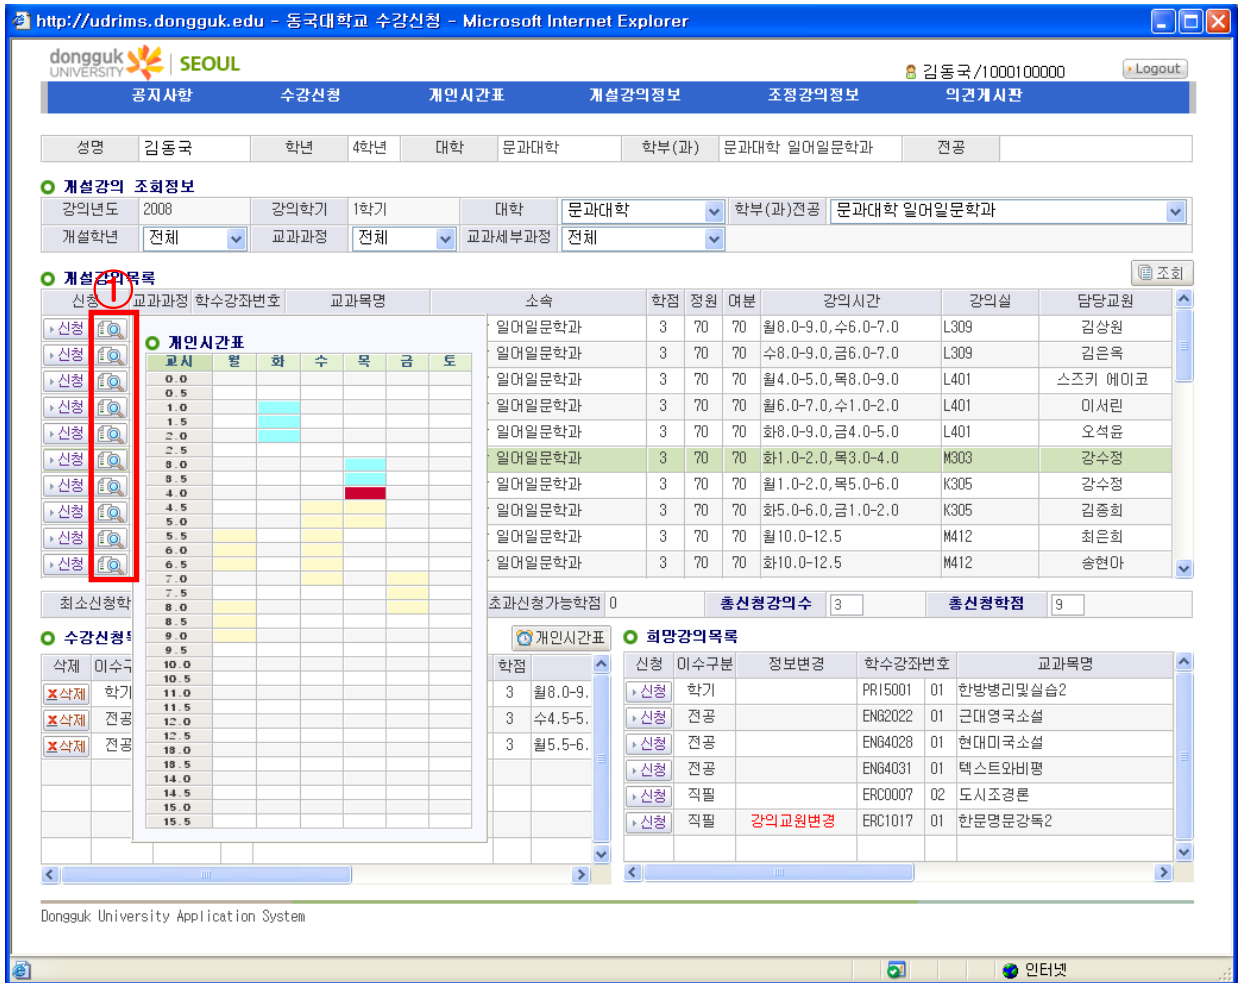 http://udrims.dongguk.edu - 동국대학교 수강신청 - Microsoft Internet Explorer
dongguk UNIVERSITY SEOUL
김동국/1000100000 Logout
공지사항 수강신청 개인시간표 개설강의정보 조정강의정보 의견게시판
성명 김동국 학년 4학년 대학 문과대학 학부(과) 문과대학 일어일문학과 전공
개설강의 조회정보
강의년도 2008 강의학기 1학기 대학 문과대학 학부(과)전공 문과대학 일어일문학과
개설학년 전체 교과과정 전체 교과세부과정 전체
개설강의목록 조회
①
신청 교과과정 학수강좌번호 교과목명 소속 학점 정원 여분 강의시간 강의실 담당교원
신청 일어일문학과 3 70 70 월8.0-9.0,수6.0-7.0 L309 김상원
신청 일어일문학과 3 70 70 수8.0-9.0,금6.0-7.0 L309 김은옥
신청 일어일문학과 3 70 70 월4.0-5.0,목8.0-9.0 L401 스즈키 에이코
신청 일어일문학과 3 70 70 월6.0-7.0,수1.0-2.0 L401 이서린
신청 일어일문학과 3 70 70 화8.0-9.0,금4.0-5.0 L401 오석윤
신청 일어일문학과 3 70 70 화1.0-2.0,목3.0-4.0 M303 강수정
신청 일어일문학과 3 70 70 월1.0-2.0,목5.0-6.0 K305 강수정
신청 일어일문학과 3 70 70 화5.0-6.0,금1.0-2.0 K305 김종희
신청 일어일문학과 3 70 70 월10.0-12.5 M412 최은희
신청 일어일문학과 3 70 70 화10.0-12.5 M412 송현아
개인시간표
교시 월 화 수 목 금 토
0.0
0.5
1.0
1.5
2.0
2.5
3.0
3.5
4.0
4.5
5.0
5.5
6.0
6.5
7.0
7.5
8.0
8.5
9.0
9.5
10.0
10.5
11.0
11.5
12.0
12.5
13.0
13.5
14.0
14.5
15.0
15.5
최소신청학 초과신청가능학점 0 총신청강의수 3 총신청학점 9
수강신청 개인시간표
삭제 이수구 학점
삭제 학기 3 월8.0-9.
삭제 전공 3 수4.5-5.
삭제 전공 3 월5.5-6.
희망강의목록
신청 이수구분 정보변경 학수강좌번호 교과목명
신청 학기 PRI5001 01 한방병리및실습2
신청 전공 ENG2022 01 근대영국소설
신청 전공 ENG4028 01 현대미국소설
신청 전공 ENG4031 01 텍스트와비평
신청 직필 ERC0007 02 도시조경론
신청 직필 강의교원변경 ERC1017 01 한문명문강독2
Dongguk University Application System
인터넷